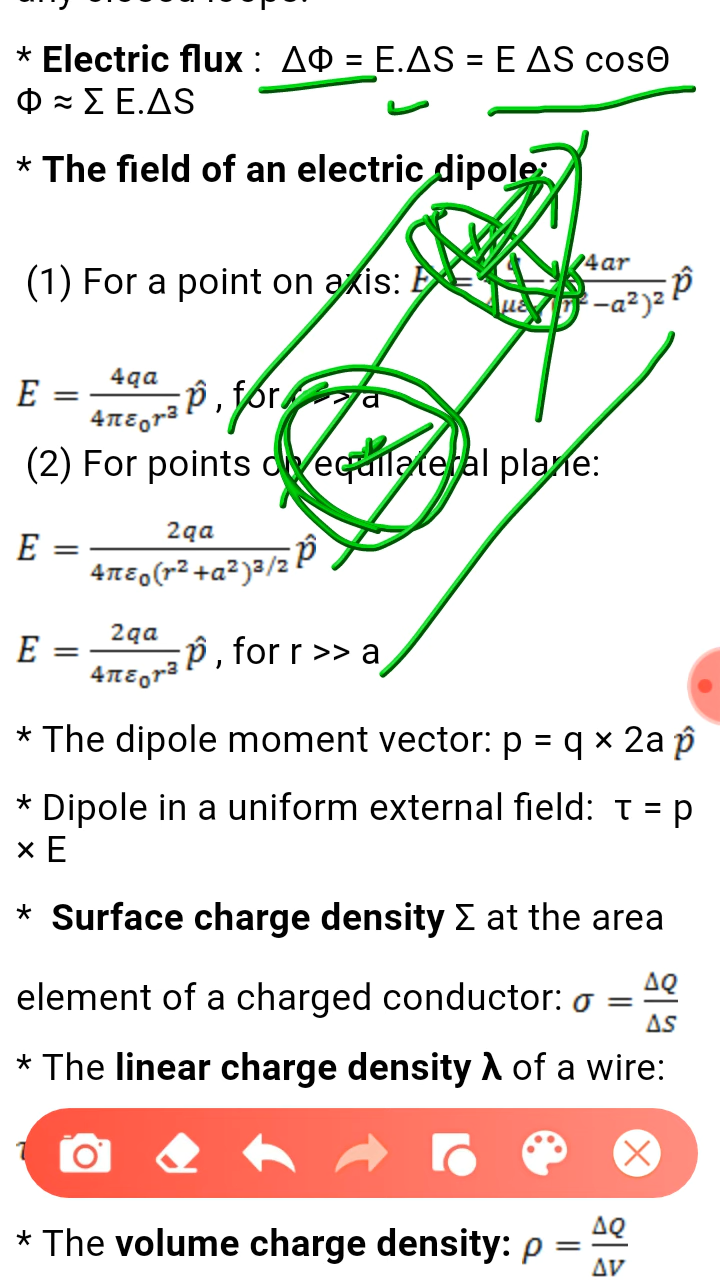 * Electric flux : ΔΦ = E.ΔS = E ΔS cosΘ
Φ ≈ Σ E.ΔS
* The field of an electric dipole:
(1) For a point on axis: E = 4ar / (r²−a²)² p̂
E = 4qa / 4πε₀r³ p̂ , for r >> a
(2) For points on equilateral plane:
E = 2qa / 4πε₀(r²+a²)^3/2 p̂
E = 2qa / 4πε₀r³ p̂ , for r >> a
* The dipole moment vector: p = q × 2a p̂
* Dipole in a uniform external field: τ = p
× E
* Surface charge density Σ at the area
element of a charged conductor: σ = ΔQ / ΔS
* The linear charge density λ of a wire:
* The volume charge density: ρ = ΔQ / ΔV